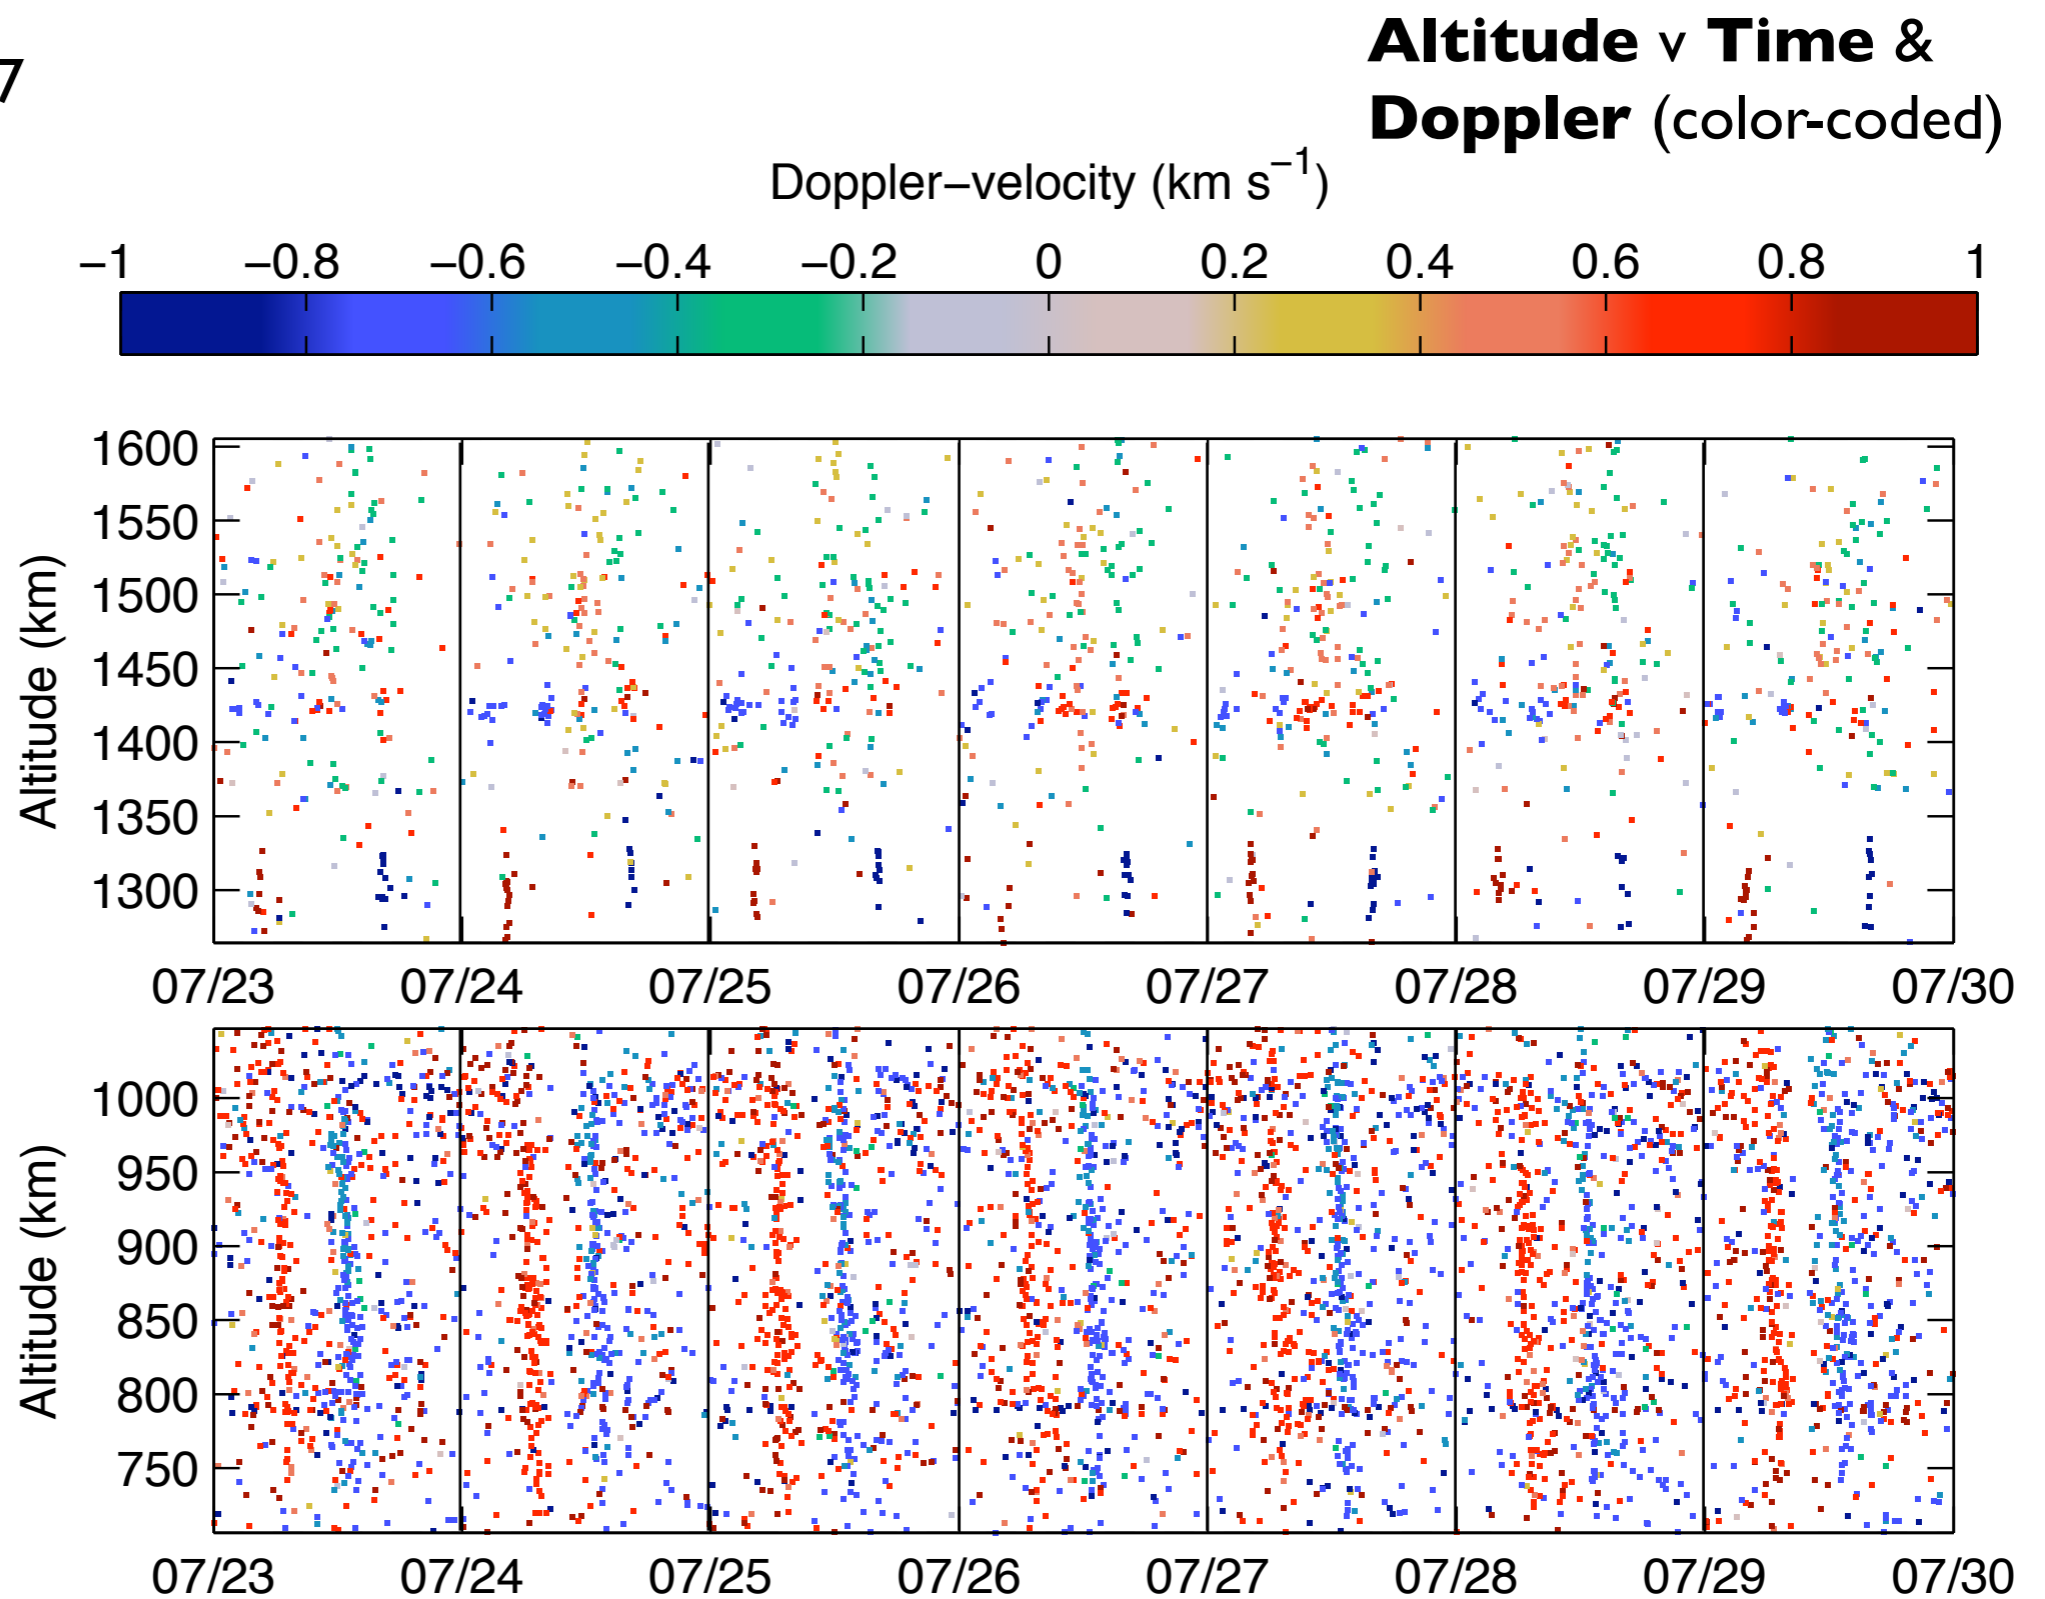 7
Altitude v Time &
Doppler (color-coded)
Doppler−velocity (km s−1)
−1 −0.8 −0.6 −0.4 −0.2 0 0.2 0.4 0.6 0.8 1
Altitude (km)
1600
1550
1500
1450
1400
1350
1300
07/23 07/24 07/25 07/26 07/27 07/28 07/29 07/30
Altitude (km)
1000
950
900
850
800
750
07/23 07/24 07/25 07/26 07/27 07/28 07/29 07/30